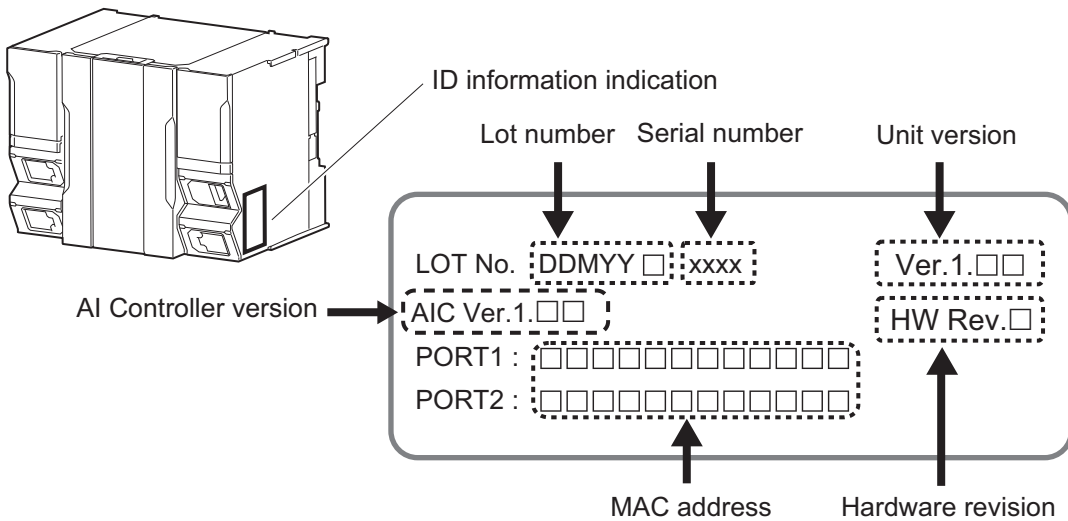 ID information indication
Lot number Serial number Unit version
LOT No. DDMYY □ xxxx Ver.1.□□
AI Controller version AIC Ver.1.□□ HW Rev.□
PORT1 : □□□□□□□□□□□□
PORT2 : □□□□□□□□□□□□
MAC address Hardware revision